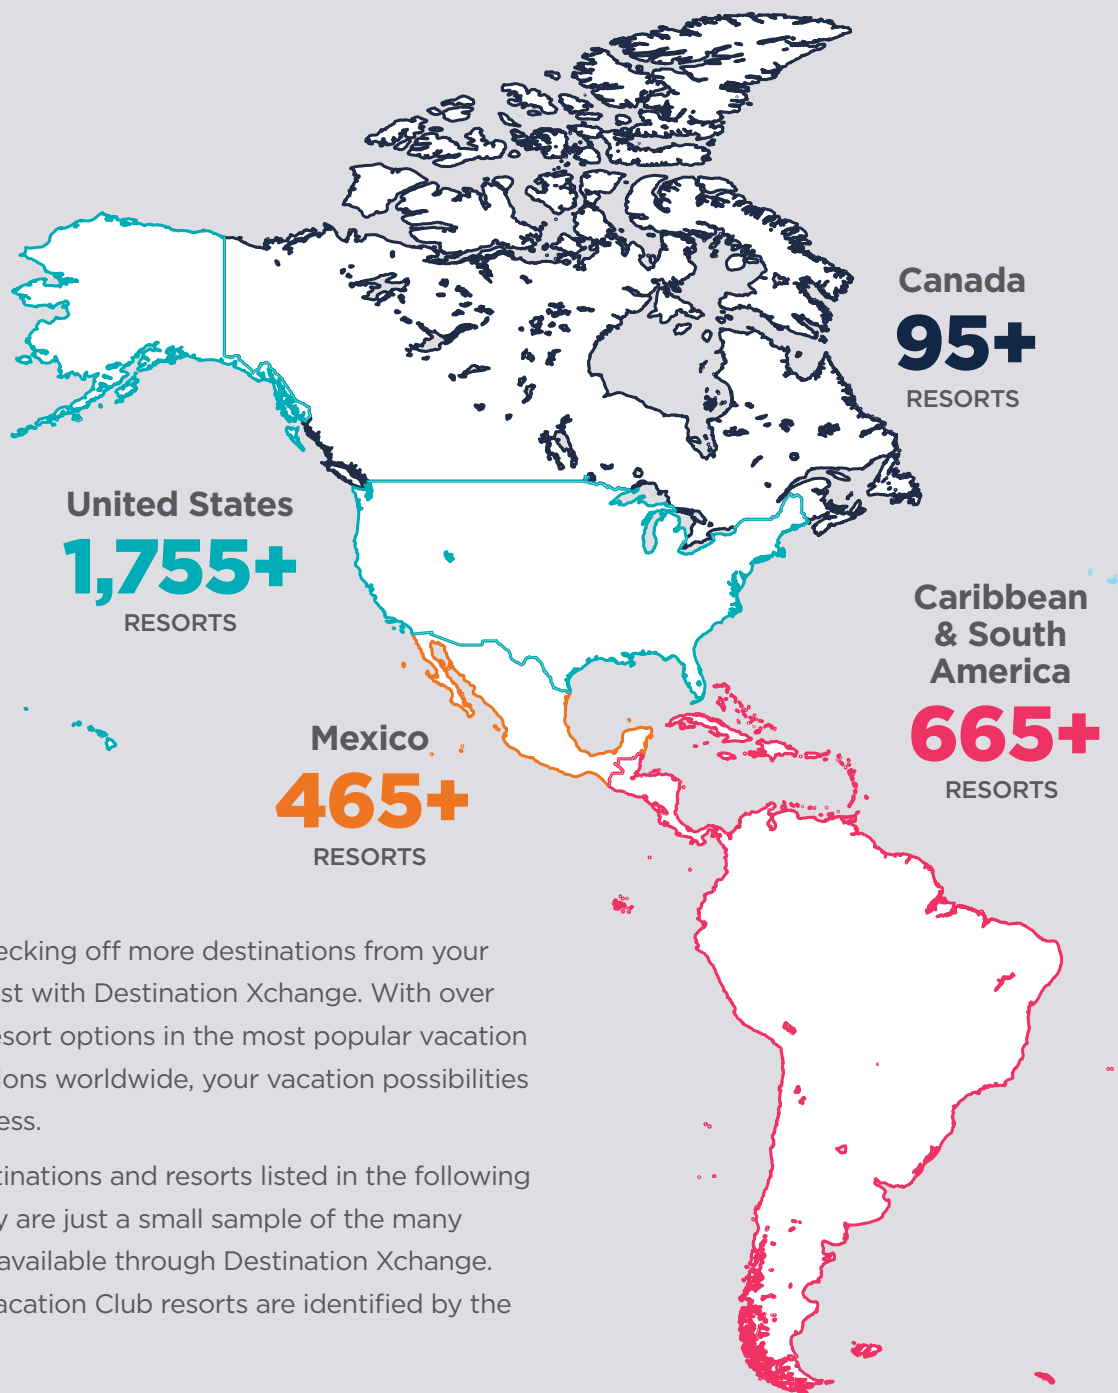 Canada
95+
RESORTS
United States
1,755+
RESORTS
Caribbean
& South
America
665+
RESORTS
Mexico
465+
RESORTS
ecking off more destinations from your
st with Destination Xchange. With over
esort options in the most popular vacation
ions worldwide, your vacation possibilities
ess.
tinations and resorts listed in the following
y are just a small sample of the many
available through Destination Xchange.
acation Club resorts are identified by the